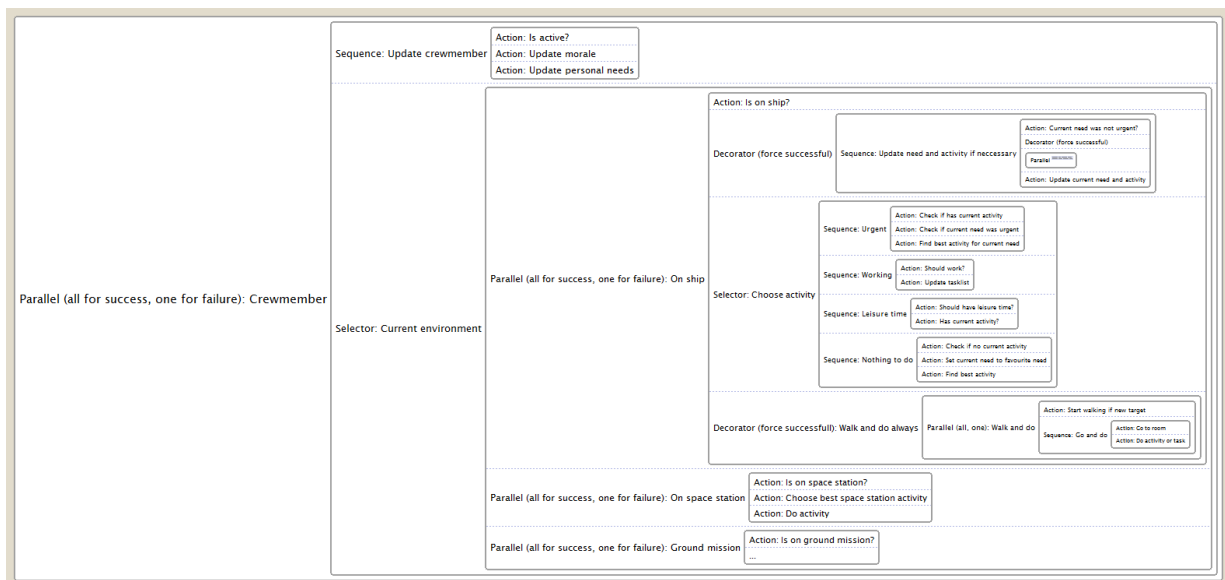 Parallel (all for success, one for failure): Crewmember
Sequence: Update crewmember
Action: Is active?
Action: Update morale
Action: Update personal needs
Selector: Current environment
Parallel (all for success, one for failure): On ship
Action: Is on ship?
Decorator (force successful)
Sequence: Update need and activity if neccessary
Action: Current need was not urgent?
Decorator (force successful)
Parallel
Action: Update current need and activity
Selector: Choose activity
Sequence: Urgent
Action: Check if has current activity
Action: Check if current need was urgent
Action: Find best activity for current need
Sequence: Working
Action: Should work?
Action: Update tasklist
Sequence: Leisure time
Action: Should have leisure time?
Action: Has current activity?
Sequence: Nothing to do
Action: Check if no current activity
Action: Set current need to favourite need
Action: Find best activity
Decorator (force successfull): Walk and do always
Parallel (all, one): Walk and do
Action: Start walking if new target
Sequence: Go and do
Action: Go to room
Action: Do activity or task
Parallel (all for success, one for failure): On space station
Action: Is on space station?
Action: Choose best space station activity
Action: Do activity
Parallel (all for success, one for failure): Ground mission
Action: Is on ground mission?
...